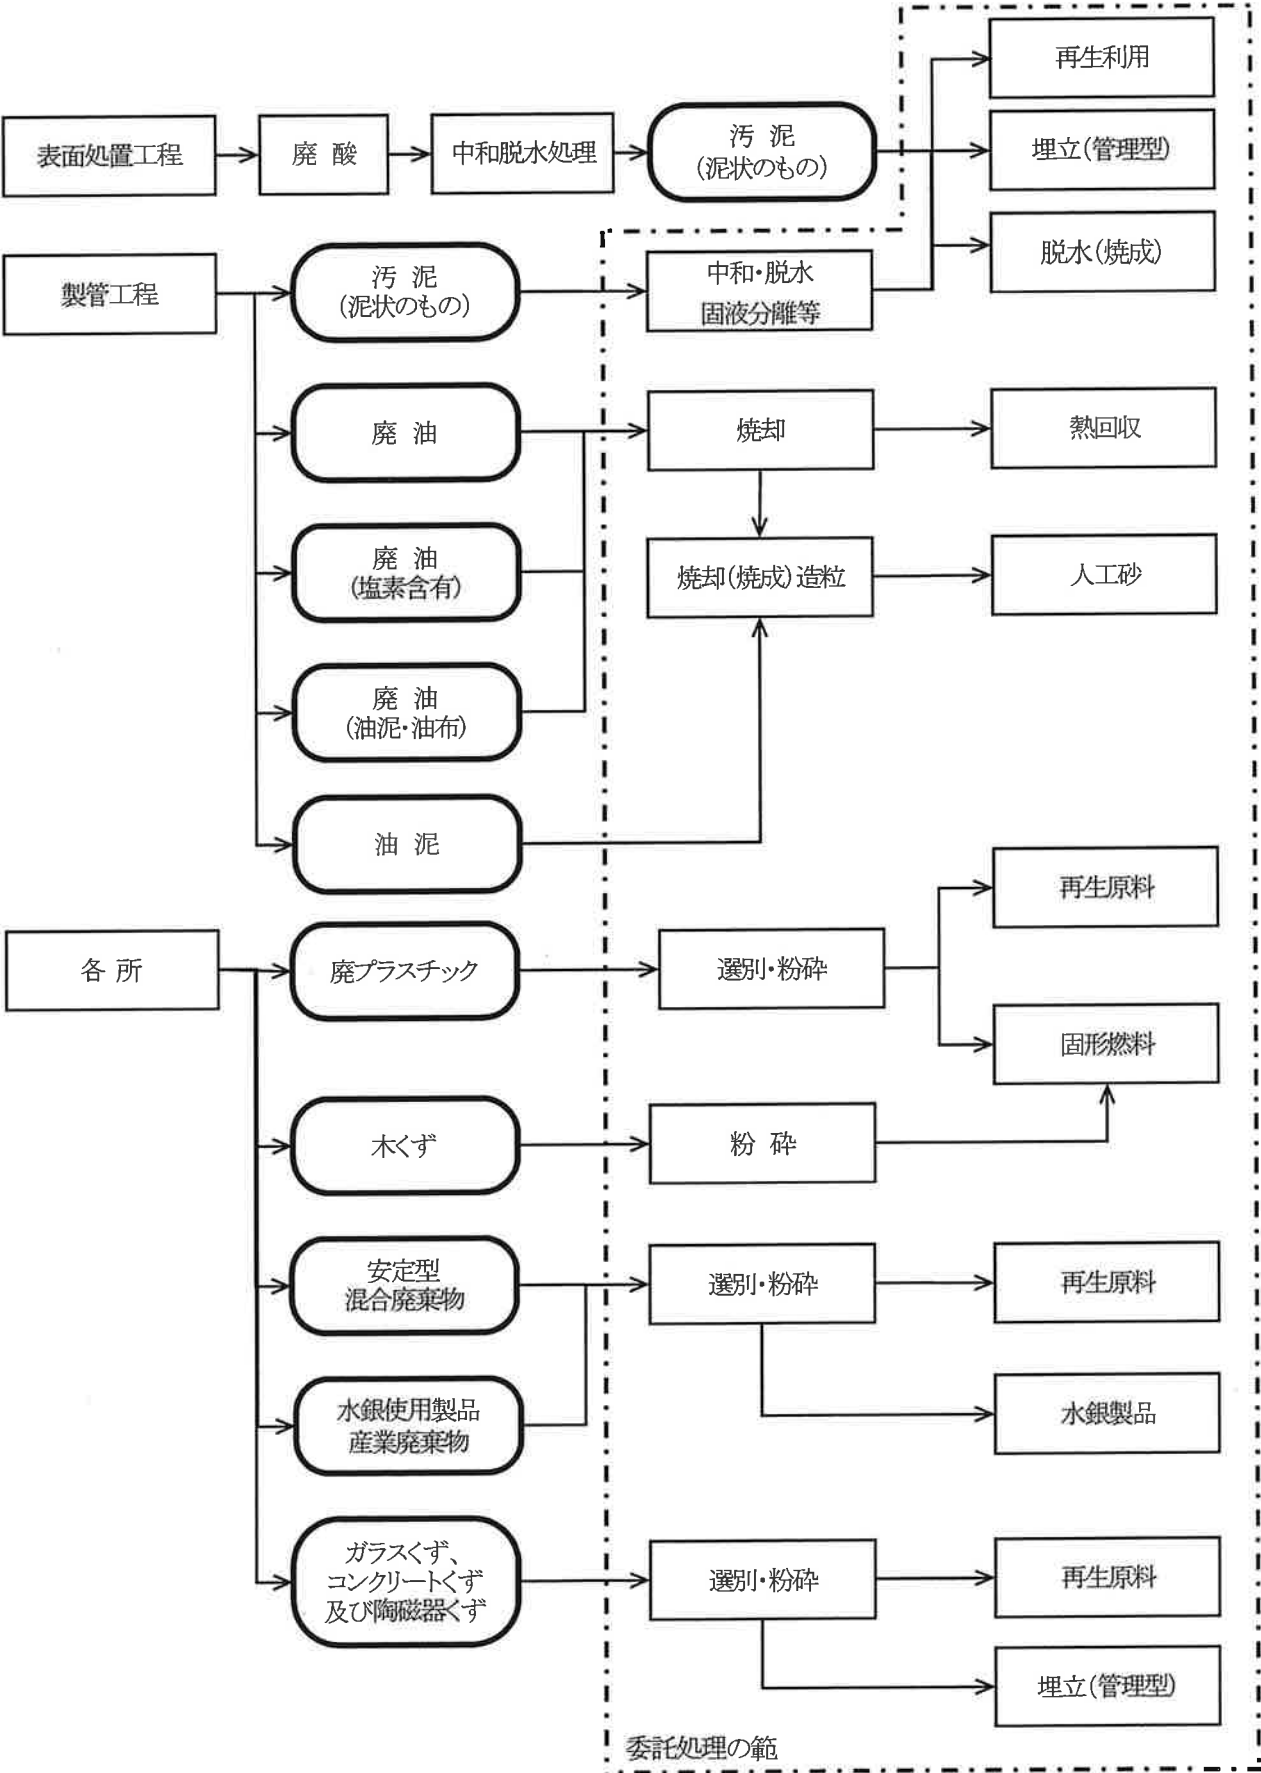 再生利用
表面処置工程
廃 酸
中和脱水処理
汚 泥
(泥状のもの)
埋立(管理型)
脱水(焼成)
製管工程
汚 泥
(泥状のもの)
中和・脱水
固液分離等
廃 油
焼却
熱回収
廃 油
(塩素含有)
焼却(焼成)造粒
人工砂
廃 油
(油泥・油布)
油 泥
再生原料
各 所
廃プラスチック
選別・粉砕
固形燃料
木くず
粉 砕
安定型
混合廃棄物
選別・粉砕
再生原料
水銀使用製品
産業廃棄物
水銀製品
ガラスくず、
コンクリートくず
及び陶磁器くず
選別・粉砕
再生原料
埋立(管理型)
委託処理の範